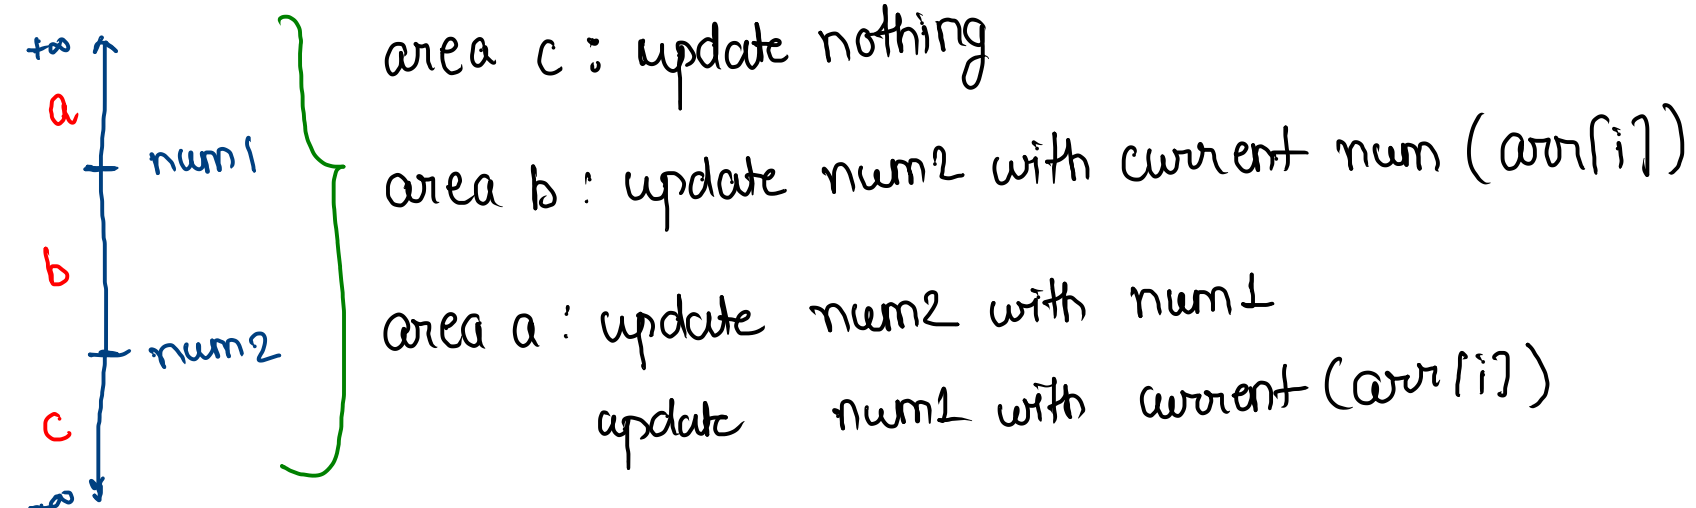 +∞
a
num1
b
num2
c
-∞
area c : update nothing
area b : update num2 with current num (arr[i])
area a : update num2 with num1
update num1 with current (arr[i])